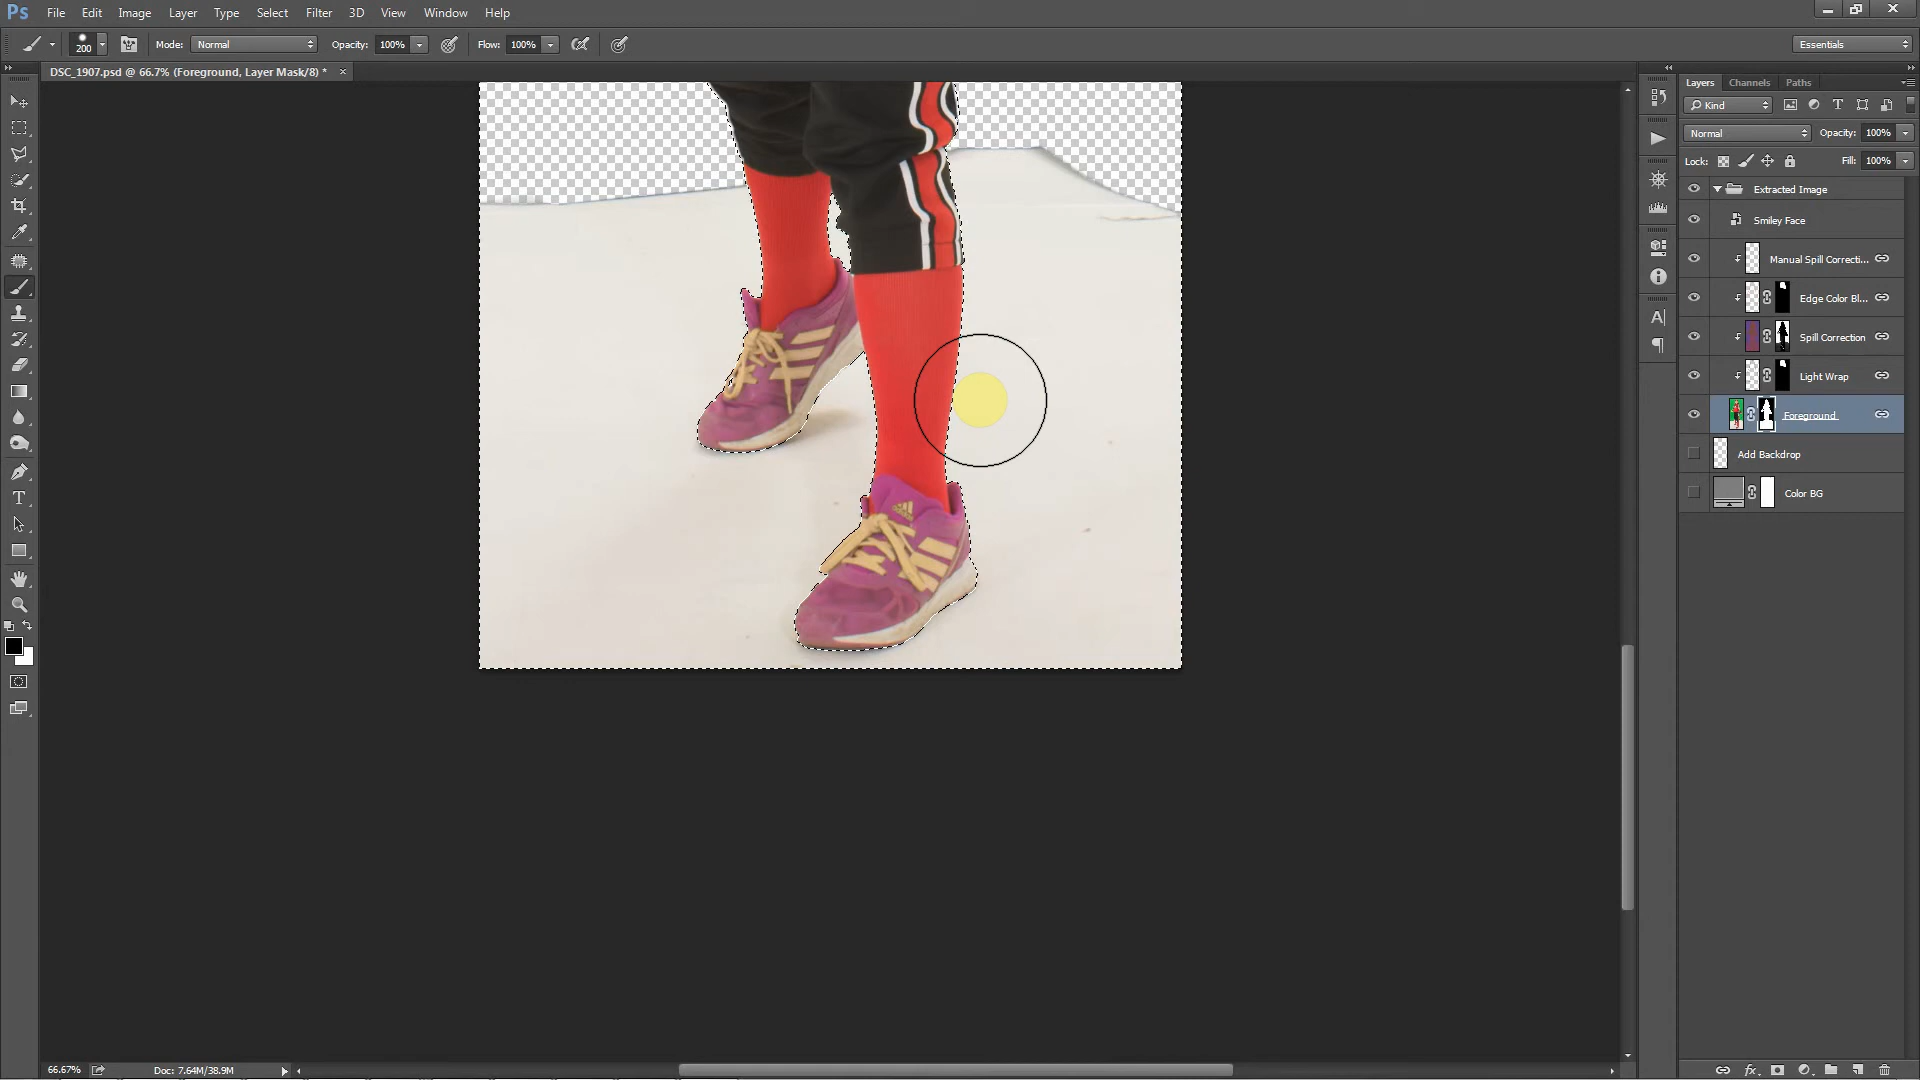 Ps File Edit Image Layer Type Select Filter 3D View Window Help
200 Mode: Normal Opacity: 100% Flow: 100% Essentials
DSC_1907.psd @ 66.7% (Foreground, Layer Mask/8) * ×
Layers Channels Paths
Kind
Normal Opacity: 100%
Lock: Fill: 100%
Extracted Image
Smiley Face
Manual Spill Correcti...
Edge Color Bl...
Spill Correction
Light Wrap
Foreground
Add Backdrop
Color BG
66.67% Doc: 7.64M/38.9M